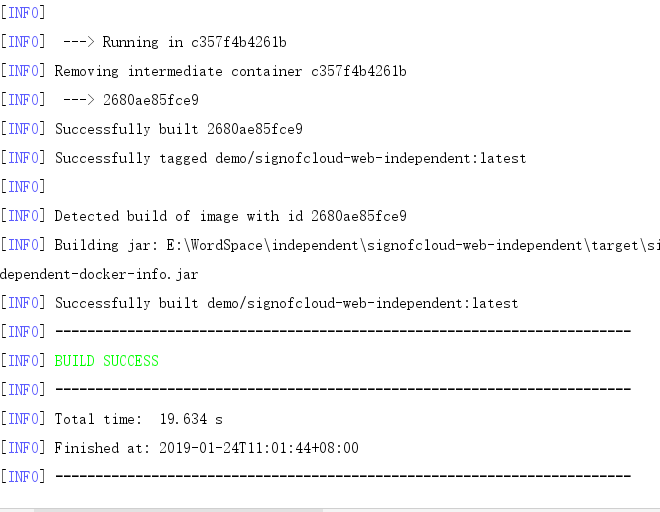 [INFO]
[INFO]  ---> Running in c357f4b4261b
[INFO] Removing intermediate container c357f4b4261b
[INFO]  ---> 2680ae85fce9
[INFO] Successfully built 2680ae85fce9
[INFO] Successfully tagged demo/signofcloud-web-independent:latest
[INFO]
[INFO] Detected build of image with id 2680ae85fce9
[INFO] Building jar: E:\WordSpace\independent\signofcloud-web-independent\target\si
dependent-docker-info.jar
[INFO] Successfully built demo/signofcloud-web-independent:latest
[INFO] ------------------------------------------------------------------------
[INFO] BUILD SUCCESS
[INFO] ------------------------------------------------------------------------
[INFO] Total time:  19.634 s
[INFO] Finished at: 2019-01-24T11:01:44+08:00
[INFO] ------------------------------------------------------------------------